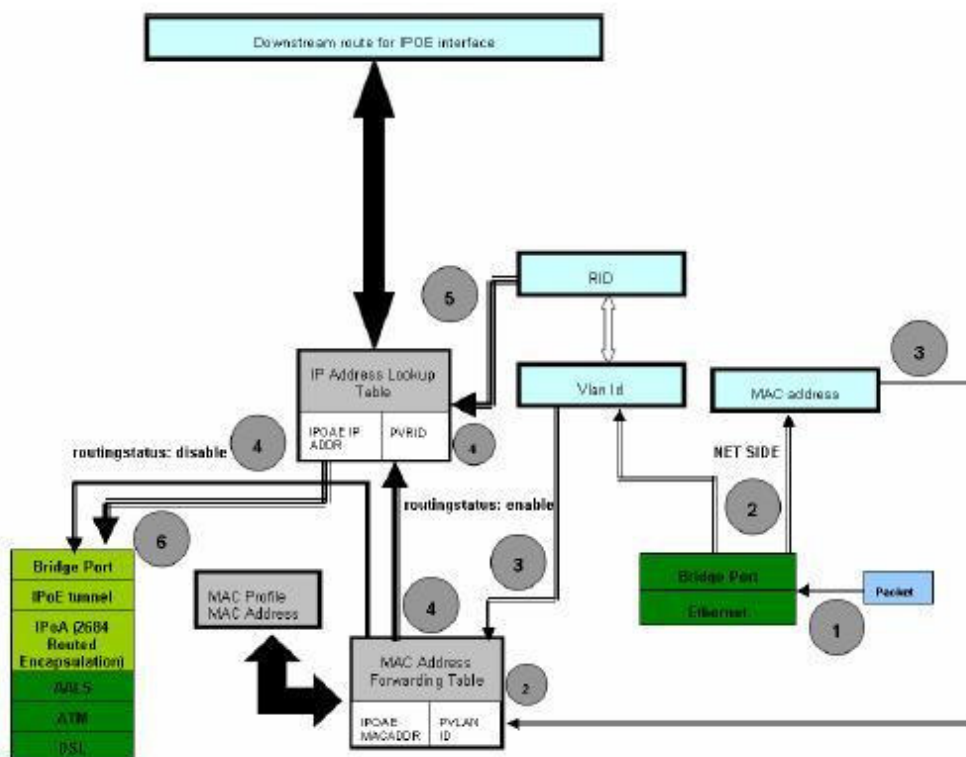 Downstream route for IPOE interface
5
RID
3
IP Address Lookup
Table
Vlan Id
MAC address
IPOAE IP
ADDR
PVRID
4
routingstatus: disable
NET SIDE
routingstatus: enable
2
6
Bridge Port
IPoE tunnel
IPoA (2684
Routed
Encapsulation)
AAL5
ATM
DSL
MAC Profile
MAC Address
3
4
Bridge Port
Ethernet
Packet
1
MAC Address
Forwarding Table
2
IPOAE
MACADDR
PVLAN
ID